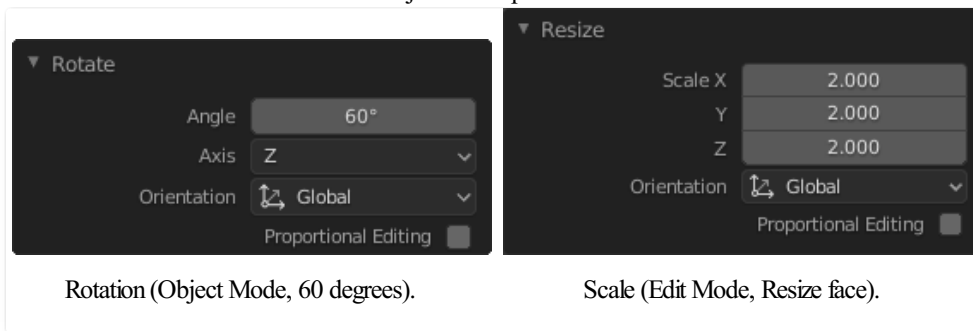 Rotate
Angle 60°
Axis Z
Orientation Global
Proportional Editing
Rotation (Object Mode, 60 degrees).
Resize
Scale X 2.000
Y 2.000
Z 2.000
Orientation Global
Proportional Editing
Scale (Edit Mode, Resize face).